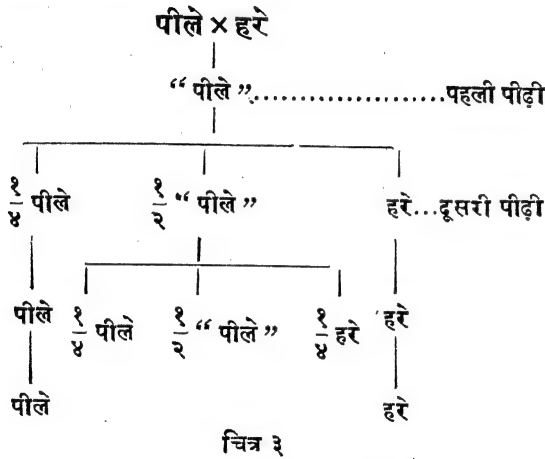 पीले × हरे
“ पीले ”......................पहली पीढ़ी
१/४ पीले १/२ “ पीले ” हरे...दूसरी पीढ़ी
पीले १/४ पीले १/२ “ पीले ” १/४ हरे हरे
पीले हरे
चित्र ३